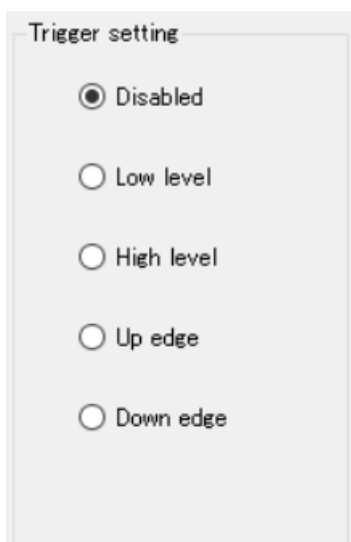 Trigger setting
Disabled
Low level
High level
Up edge
Down edge